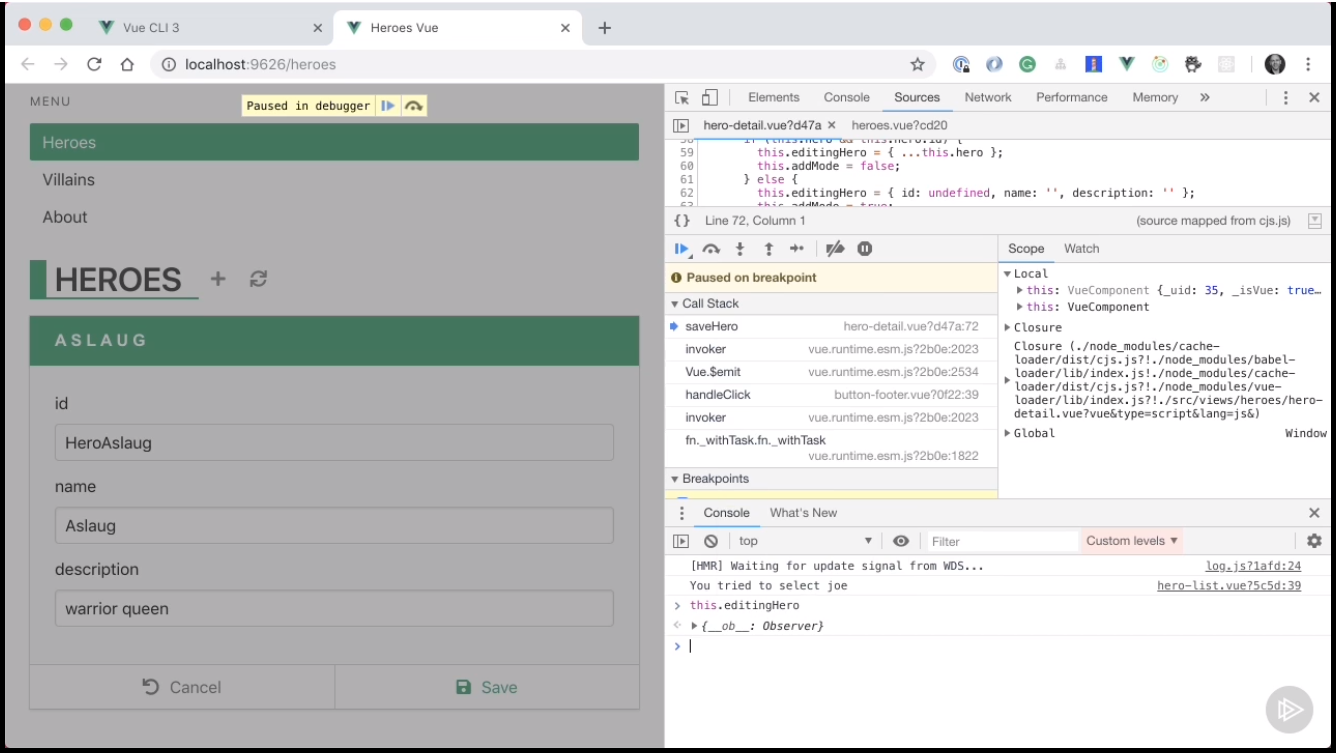 Vue CLI 3
Heroes Vue
localhost:9626/heroes
MENU
Paused in debugger
Heroes
Villains
About
HEROES
ASLAUG
id
HeroAslaug
name
Aslaug
description
warrior queen
Cancel
Save
Elements Console Sources Network Performance Memory »
hero-detail.vue?d47a × heroes.vue?cd20
58 if (this.hero && this.hero.id) {
59 this.editingHero = { ...this.hero };
60 this.addMode = false;
61 } else {
62 this.editingHero = { id: undefined, name: '', description: '' };
63 this.addMode = true;
{} Line 72, Column 1 (source mapped from cjs.js)
Paused on breakpoint
Call Stack
saveHero hero-detail.vue?d47a:72
invoker vue.runtime.esm.js?2b0e:2023
Vue.$emit vue.runtime.esm.js?2b0e:2534
handleClick button-footer.vue?0f22:39
invoker vue.runtime.esm.js?2b0e:2023
fn._withTask.fn._withTask
vue.runtime.esm.js?2b0e:1822
Breakpoints
Scope Watch
Local
this: VueComponent {_uid: 35, _isVue: true…
this: VueComponent
Closure
Closure (./node_modules/cache-
loader/dist/cjs.js?!./node_modules/babel-
loader/lib/index.js!./node_modules/cache-
loader/dist/cjs.js?!./node_modules/vue-
loader/lib/index.js?!./src/views/heroes/hero-
detail.vue?vue&type=script&lang=js&)
Global Window
Console What's New
top Filter Custom levels
[HMR] Waiting for update signal from WDS... log.js?1afd:24
You tried to select joe hero-list.vue?5c5d:39
> this.editingHero
{__ob__: Observer}
>